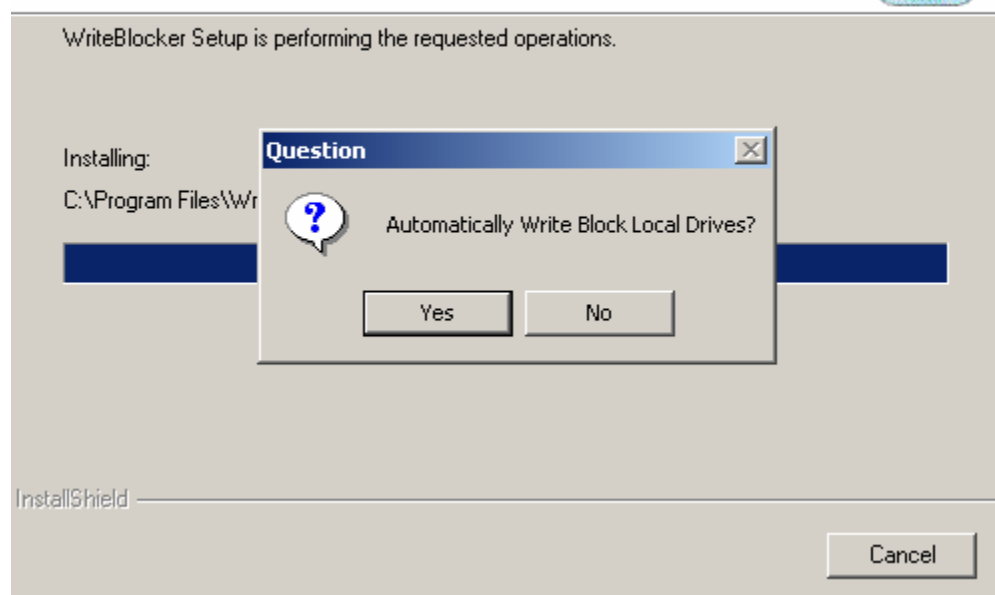 WriteBlocker Setup is performing the requested operations.
Installing:
C:\Program Files\Wr
Question
Automatically Write Block Local Drives?
Yes
No
InstallShield
Cancel